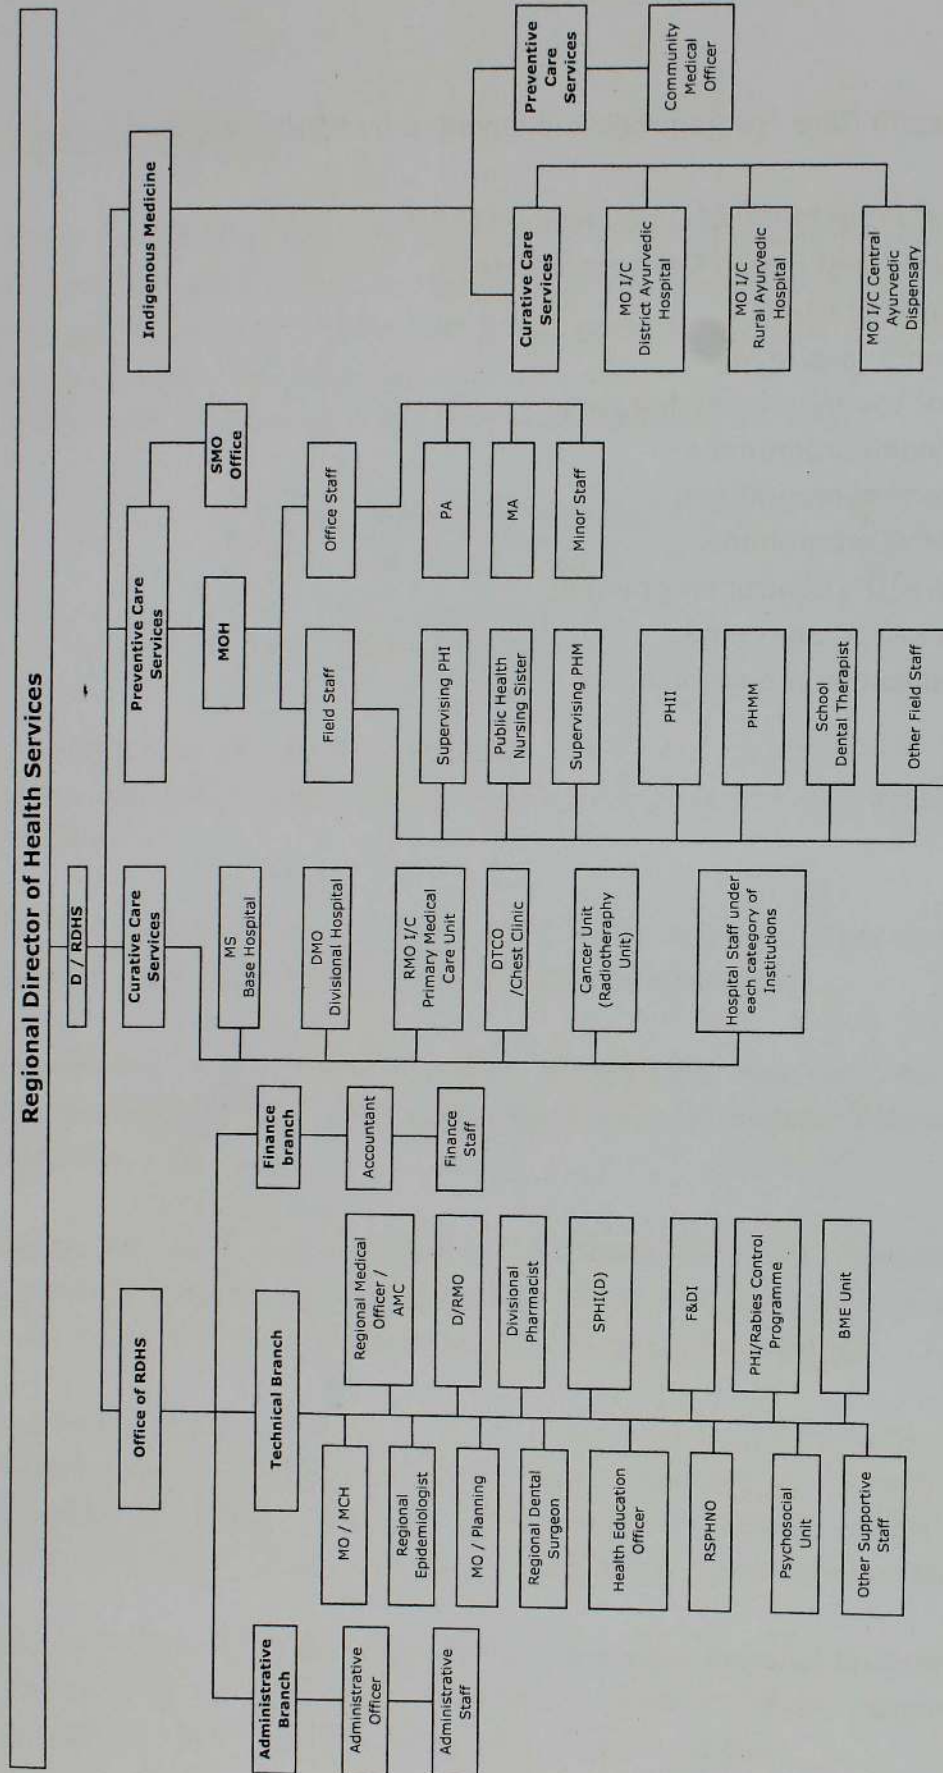 Regional Director of Health Services
D / RDHS
Office of RDHS
Administrative
Branch
Administrative
Officer
Administrative
Staff
Technical Branch
MO / MCH
Regional
Epidemiologist
MO / Planning
Regional Dental
Surgeon
Health Education
Officer
RSPHNO
Psychosocial
Unit
Other Supportive
Staff
Regional Medical
Officer /
AMC
D/RMO
Divisional
Pharmacist
SPHI(D)
F&DI
PHI/Rabies Control
Programme
BME Unit
Finance
branch
Accountant
Finance
Staff
Curative Care
Services
MS
Base Hospital
DMO
Divisional Hospital
RMO I/C
Primary Medical
Care Unit
DTCO
/Chest Clinic
Cancer Unit
(Radiotheraphy
Unit)
Hospital Staff under
each category of
Institutions
Preventive Care
Services
SMO
Office
MOH
Field Staff
Supervising PHI
Public Health
Nursing Sister
Supervising PHM
PHII
PHMM
School
Dental Therapist
Other Field Staff
Office Staff
PA
MA
Minor Staff
Indigenous Medicine
Curative Care
Services
MO I/C
District Ayurvedic
Hospital
MO I/C
Rural Ayurvedic
Hospital
MO I/C Central
Ayurvedic
Dispensary
Preventive
Care
Services
Community
Medical
Officer